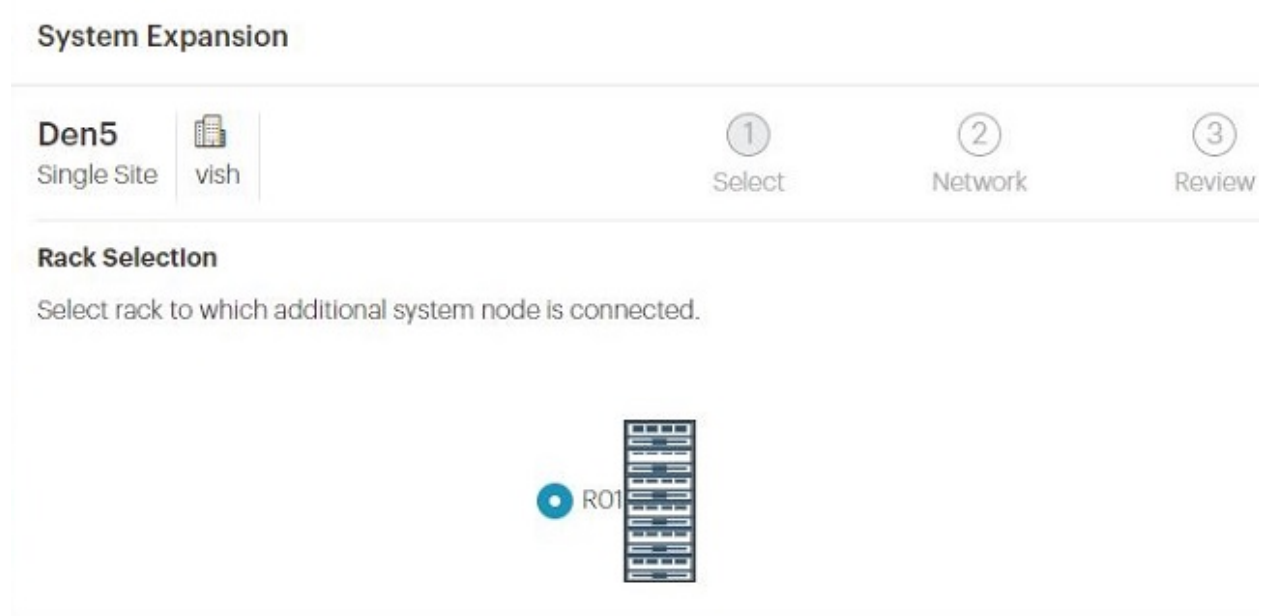 System Expansion
Den5
Single Site
vish
1
Select
2
Network
3
Review
Rack Selection
Select rack to which additional system node is connected.
R01